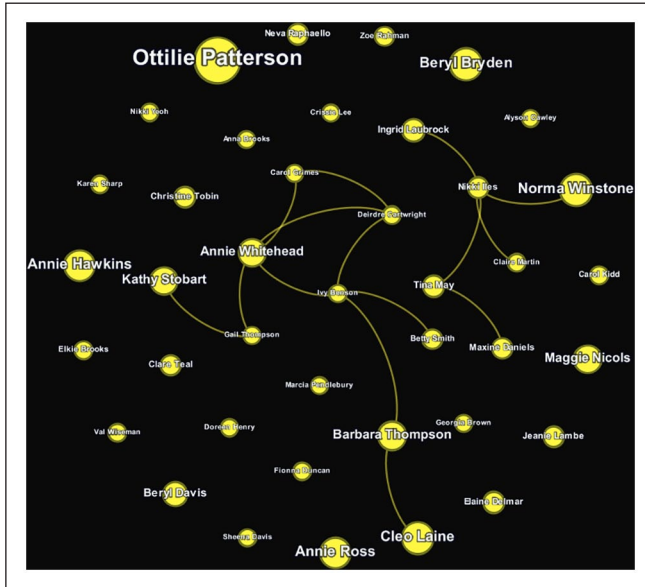 Neva Raphaello
Zoe Rahman
Ottilie Patterson
Beryl Bryden
Nikki Yeoh
Crissie Lee
Alyson Cawley
Ingrid Laubrock
Anna Brooks
Carol Grimes
Karen Sharp
Nikki Iles
Norma Winstone
Christine Tobin
Deirdre Cartwright
Annie Whitehead
Annie Hawkins
Claire Martin
Carol Kidd
Kathy Stobart
Tina May
Ivy Benson
Gail Thompson
Betty Smith
Elkie Brooks
Maxine Daniels
Maggie Nicols
Clare Teal
Marcia Pendlebury
Georgia Brown
Doreen Henry
Val Wiseman
Barbara Thompson
Jeanie Lambe
Fionna Duncan
Beryl Davis
Elaine Delmar
Sheena Davis
Cleo Laine
Annie Ross